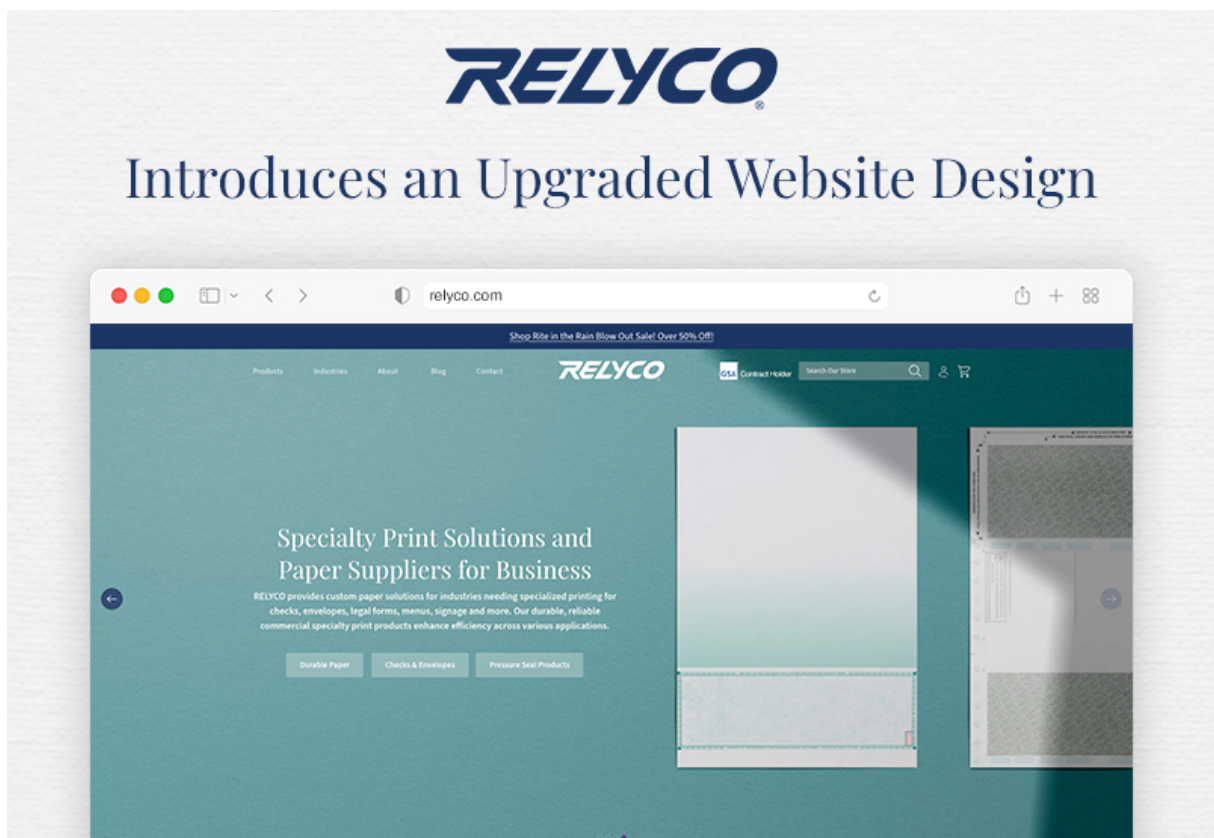 RELYCO®
Introduces an Upgraded Website Design
relyco.com
Shop Rite in the Rain Blow Out Sale! Over 50% Off!
Products Industries About Blog Contact RELYCO GSA Contract Holder Search Our Store
Specialty Print Solutions and
Paper Suppliers for Business
RELYCO provides custom paper solutions for industries needing specialized printing for
checks, envelopes, legal forms, menus, signage and more. Our durable, reliable
commercial specialty print products enhance efficiency across various applications.
Durable Paper Checks & Envelopes Pressure Seal Products